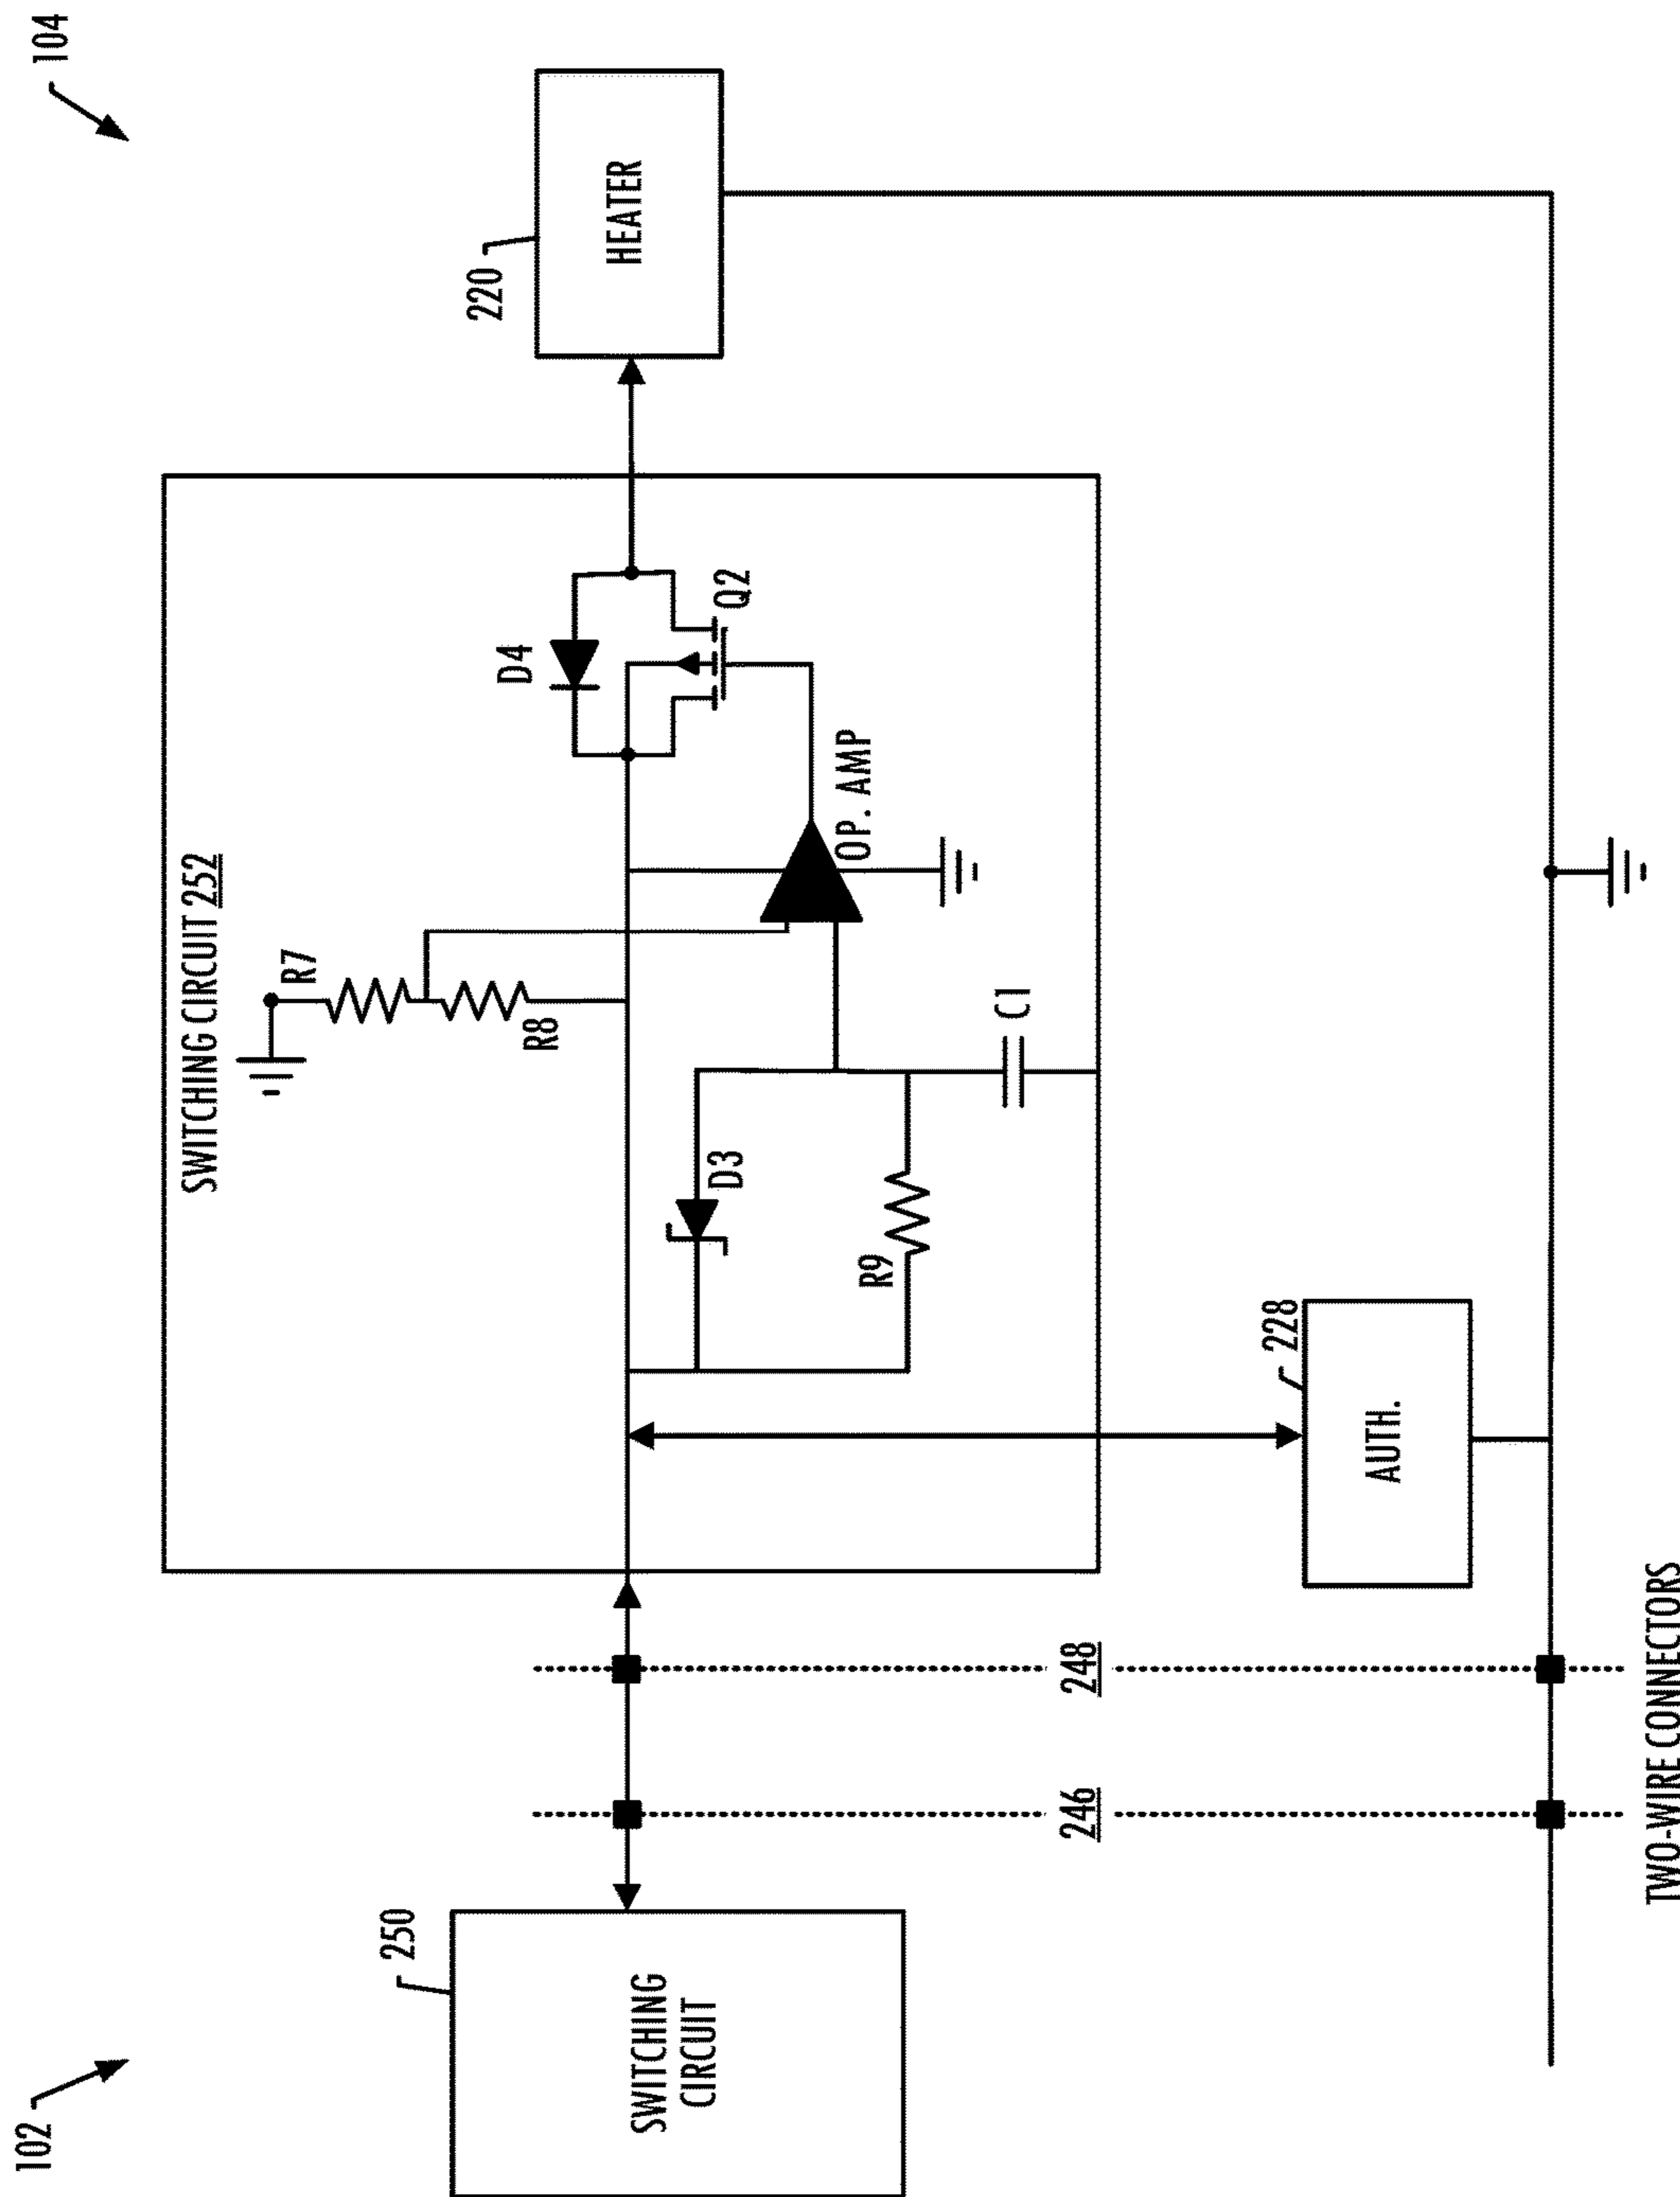 102
104
SWITCHING CIRCUIT 252
R7
R8
D4
Q2
220
HEATER
250
SWITCHING
CIRCUIT
D3
OP. AMP
R9
C1
246
248
228
AUTH.
TWO-WIRE CONNECTORS